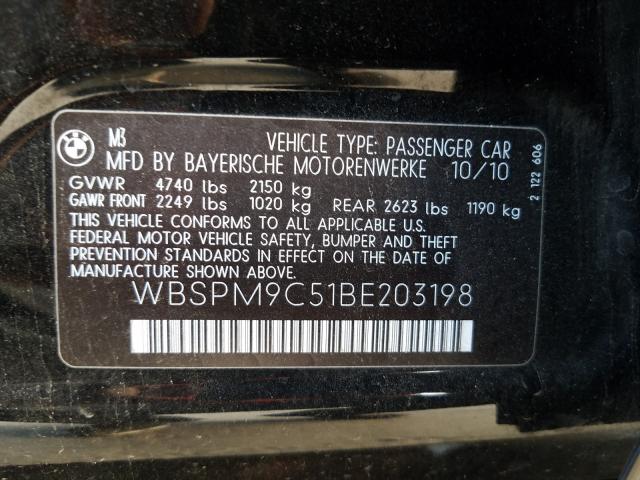 BMW
M3 VEHICLE TYPE: PASSENGER CAR
MFD BY BAYERISCHE MOTORENWERKE 10/10
GVWR 4740 lbs 2150 kg
GAWR FRONT 2249 lbs 1020 kg REAR 2623 lbs 1190 kg
THIS VEHICLE CONFORMS TO ALL APPLICABLE U.S.
FEDERAL MOTOR VEHICLE SAFETY, BUMPER AND THEFT
PREVENTION STANDARDS IN EFFECT ON THE DATE OF
MANUFACTURE SHOWN ABOVE.
WBSPM9C51BE203198
2 122 606